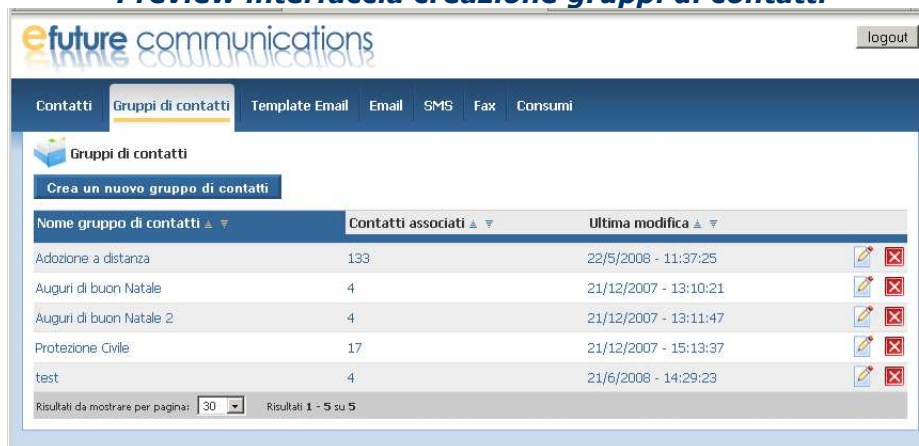 Preview interfaccia creazione gruppi di contatti
efuture communications
logout
Contatti Gruppi di contatti Template Email Email SMS Fax Consumi
Gruppi di contatti
Crea un nuovo gruppo di contatti
Nome gruppo di contatti Contatti associati Ultima modifica
Adozione a distanza 133 22/5/2008 - 11:37:25
Auguri di buon Natale 4 21/12/2007 - 13:10:21
Auguri di buon Natale 2 4 21/12/2007 - 13:11:47
Protezione Civile 17 21/12/2007 - 15:13:37
test 4 21/6/2008 - 14:29:23
Risultati da mostrare per pagina: 30 Risultati 1 - 5 su 5